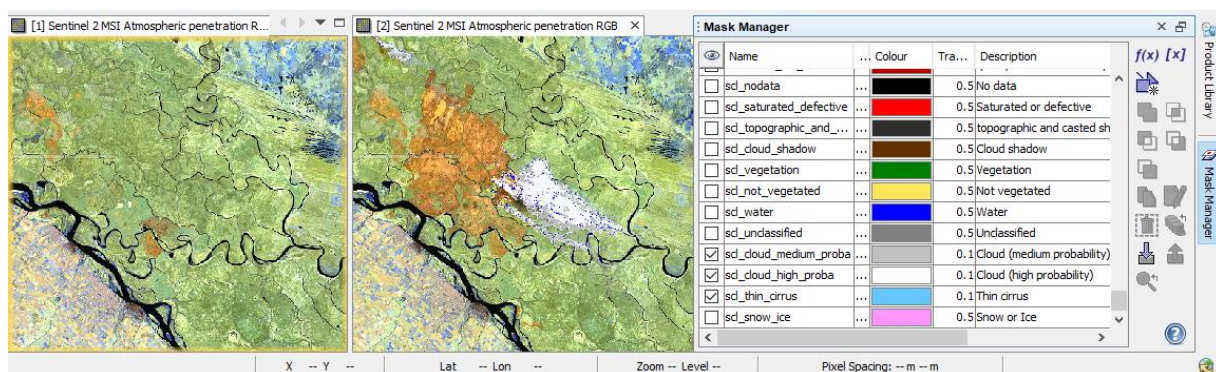 [1] Sentinel 2 MSI Atmospheric penetration R...
[2] Sentinel 2 MSI Atmospheric penetration RGB
Mask Manager
Name ... Colour Tra... Description
scl_nodata ... 0.5 No data
scl_saturated_defective ... 0.5 Saturated or defective
scl_topographic_and_... ... 0.5 topographic and casted sh
scl_cloud_shadow ... 0.5 Cloud shadow
scl_vegetation ... 0.5 Vegetation
scl_not_vegetated ... 0.5 Not vegetated
scl_water ... 0.5 Water
scl_unclassified ... 0.5 Unclassified
scl_cloud_medium_proba ... 0.1 Cloud (medium probability)
scl_cloud_high_proba ... 0.1 Cloud (high probability)
scl_thin_cirrus ... 0.1 Thin cirrus
scl_snow_ice ... 0.5 Snow or Ice
f(x) [x]
Product Library
Mask Manager
X -- Y -- Lat -- Lon -- Zoom -- Level -- Pixel Spacing: -- m -- m